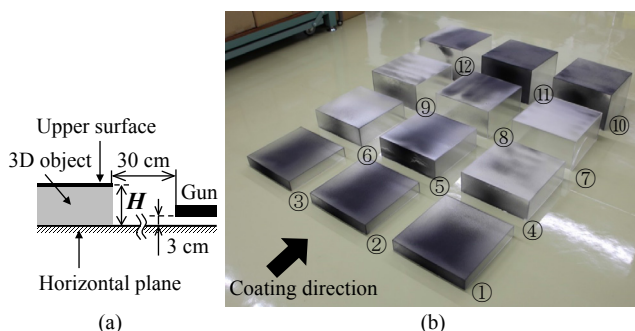 Upper surface
3D object
30 cm
H
Gun
3 cm
Horizontal plane
(a)
⑫
⑪
⑩
⑨
⑧
⑦
⑥
⑤
④
③
②
①
Coating direction
(b)